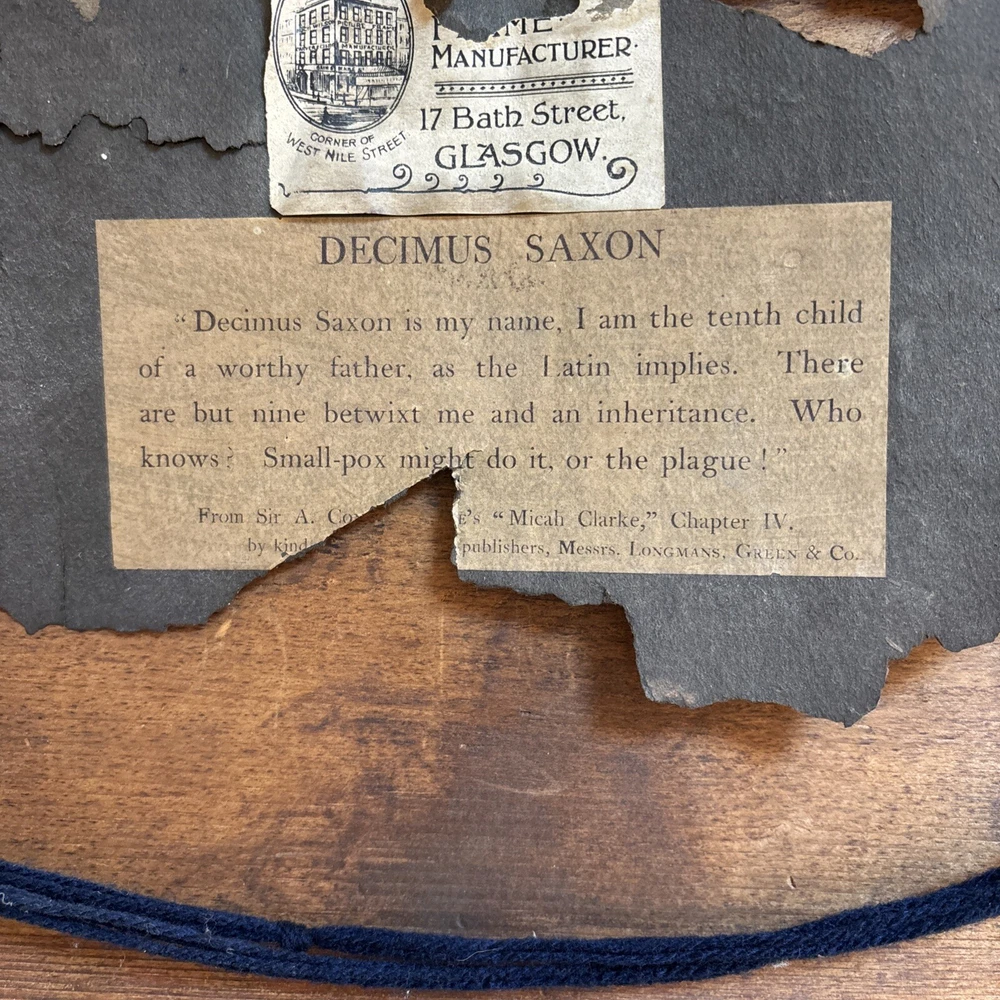 MANUFACTURER.
17 Bath Street,
GLASGOW.
CORNER OF
WEST NILE STREET
DECIMUS SAXON
“Decimus Saxon is my name, I am the tenth child
of a worthy father, as the Latin implies. There
are but nine betwixt me and an inheritance. Who
knows? Small-pox might do it, or the plague!”
From Sir A. Co 's “Micah Clarke,” Chapter IV.,
by kind publishers, Messrs. LONGMANS, GREEN & Co.